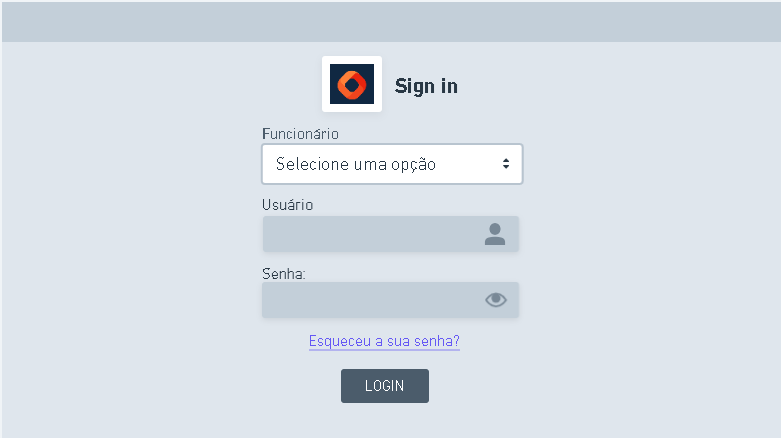 Sign in
Funcionário
Selecione uma opção
Usuário
Senha:
Esqueceu a sua senha?
LOGIN